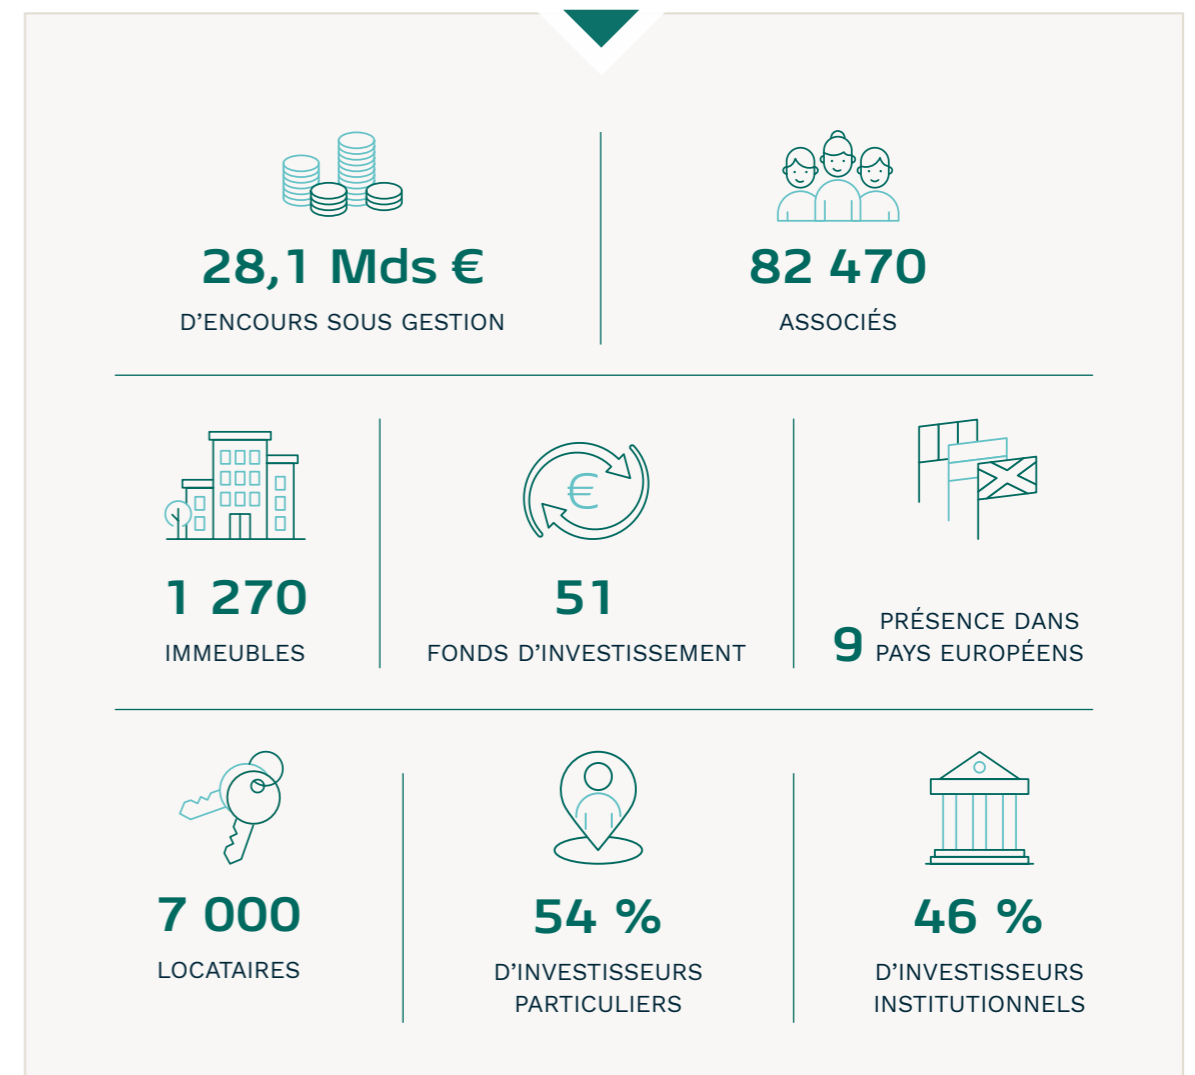 28,1 Mds €
D'ENCOURS SOUS GESTION
82 470
ASSOCIÉS
1 270
IMMEUBLES
51
FONDS D'INVESTISSEMENT
PRÉSENCE DANS
9 PAYS EUROPÉENS
7 000
LOCATAIRES
54 %
D'INVESTISSEURS
PARTICULIERS
46 %
D'INVESTISSEURS
INSTITUTIONNELS